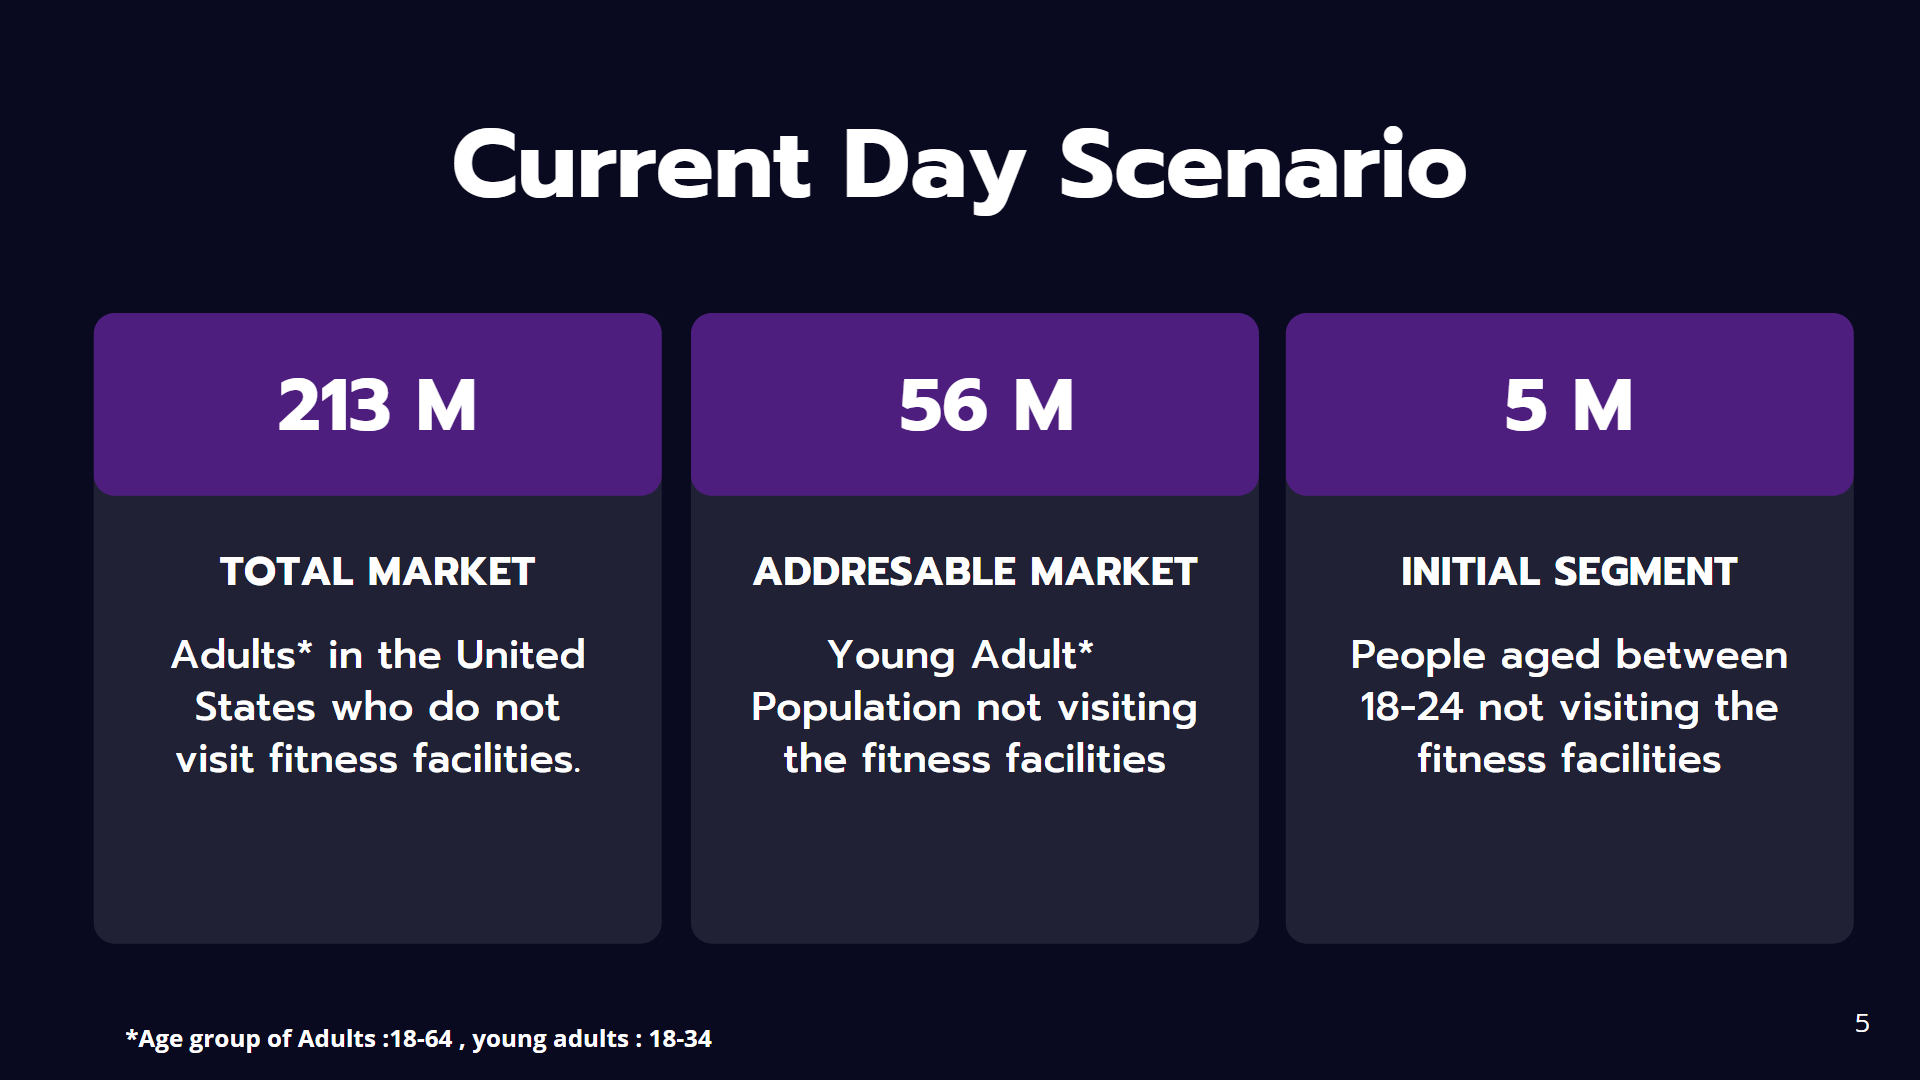 Current Day Scenario
213 M
TOTAL MARKET
Adults* in the United
States who do not
visit fitness facilities.
56 M
ADDRESABLE MARKET
Young Adult*
Population not visiting
the fitness facilities
5 M
INITIAL SEGMENT
People aged between
18-24 not visiting the
fitness facilities
*Age group of Adults :18-64 , young adults : 18-34
5